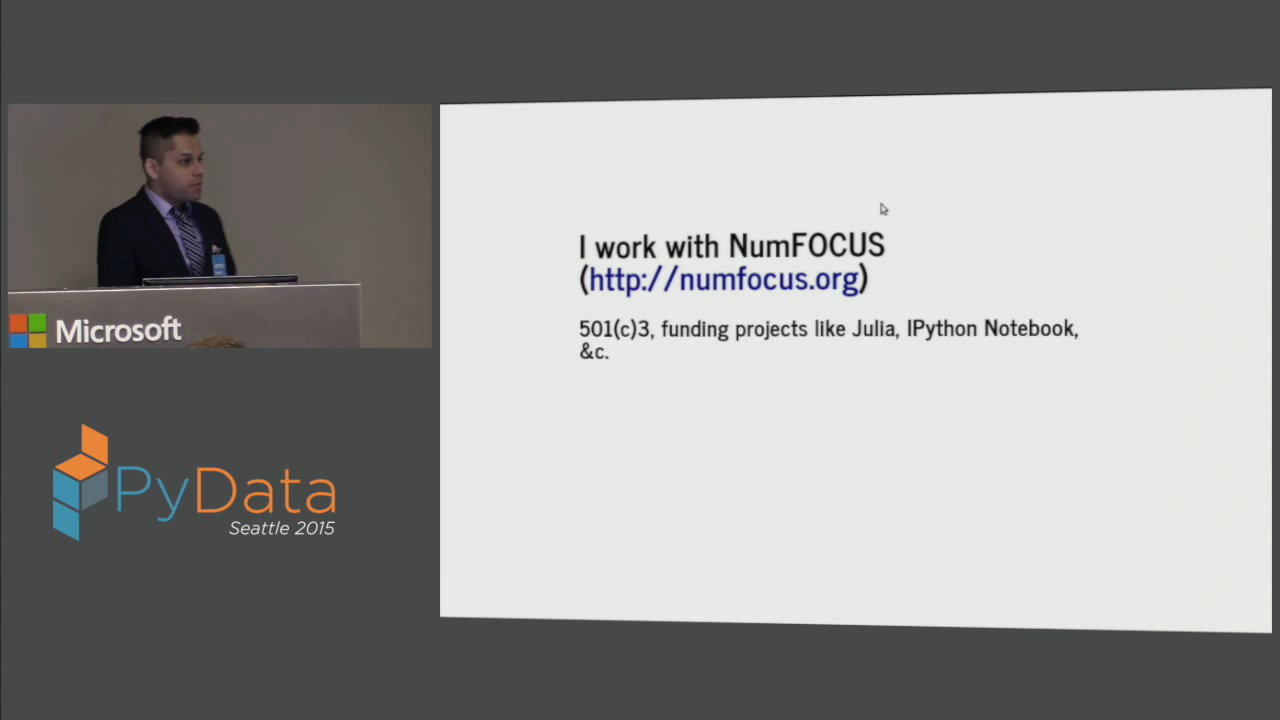 Microsoft
PyData
Seattle 2015
I work with NumFOCUS
(http://numfocus.org)
501(c)3, funding projects like Julia, IPython Notebook,
&c.